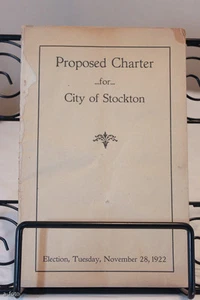 Proposed Charter
...for...
City of Stockton
Election, Tuesday, November 28, 1922